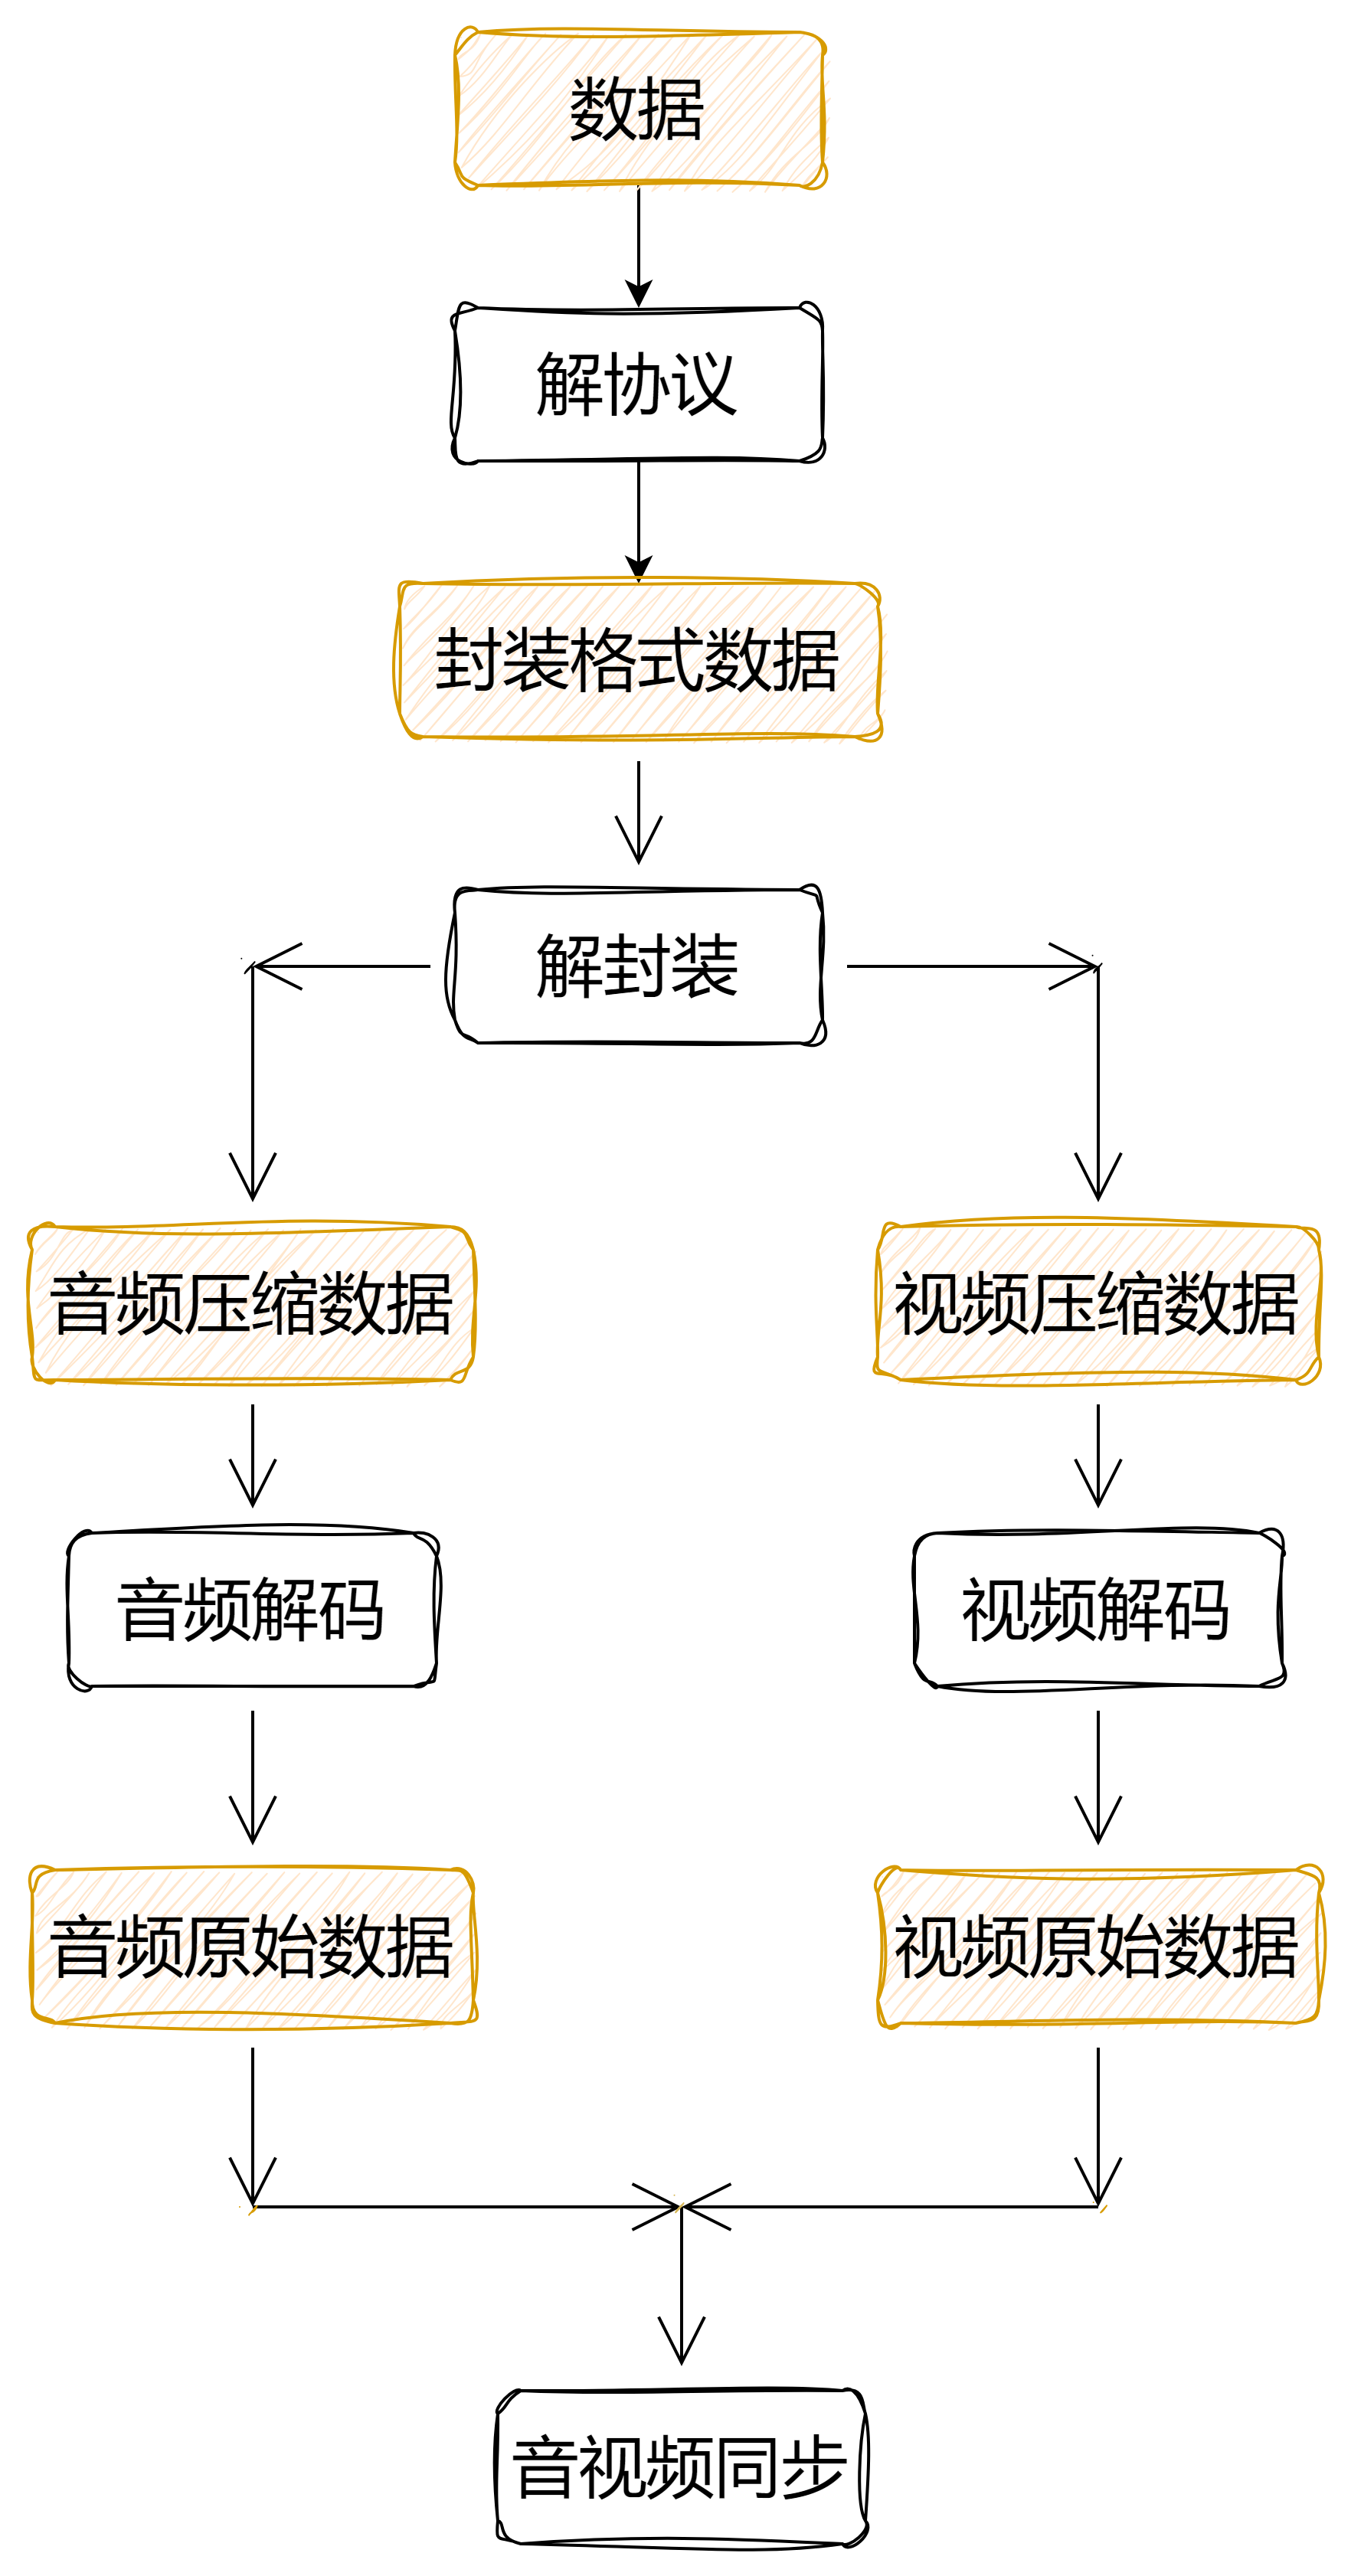 数据
解协议
封装格式数据
解封装
音频压缩数据
视频压缩数据
音频解码
视频解码
音频原始数据
视频原始数据
音视频同步